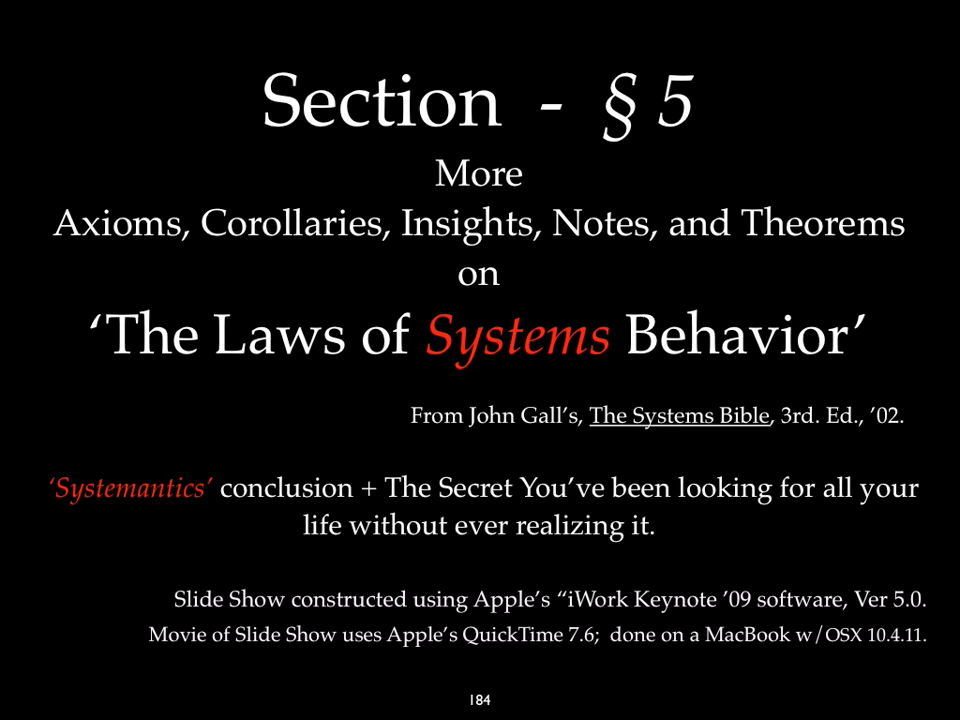 Section - § 5
More
Axioms, Corollaries, Insights, Notes, and Theorems
on
‘The Laws of Systems Behavior’
From John Gall’s, The Systems Bible, 3rd. Ed., ’02.
‘Systemantics’ conclusion + The Secret You’ve been looking for all your
life without ever realizing it.
Slide Show constructed using Apple’s “iWork Keynote ’09 software, Ver 5.0.
Movie of Slide Show uses Apple’s QuickTime 7.6; done on a MacBook w/OSX 10.4.11.
184